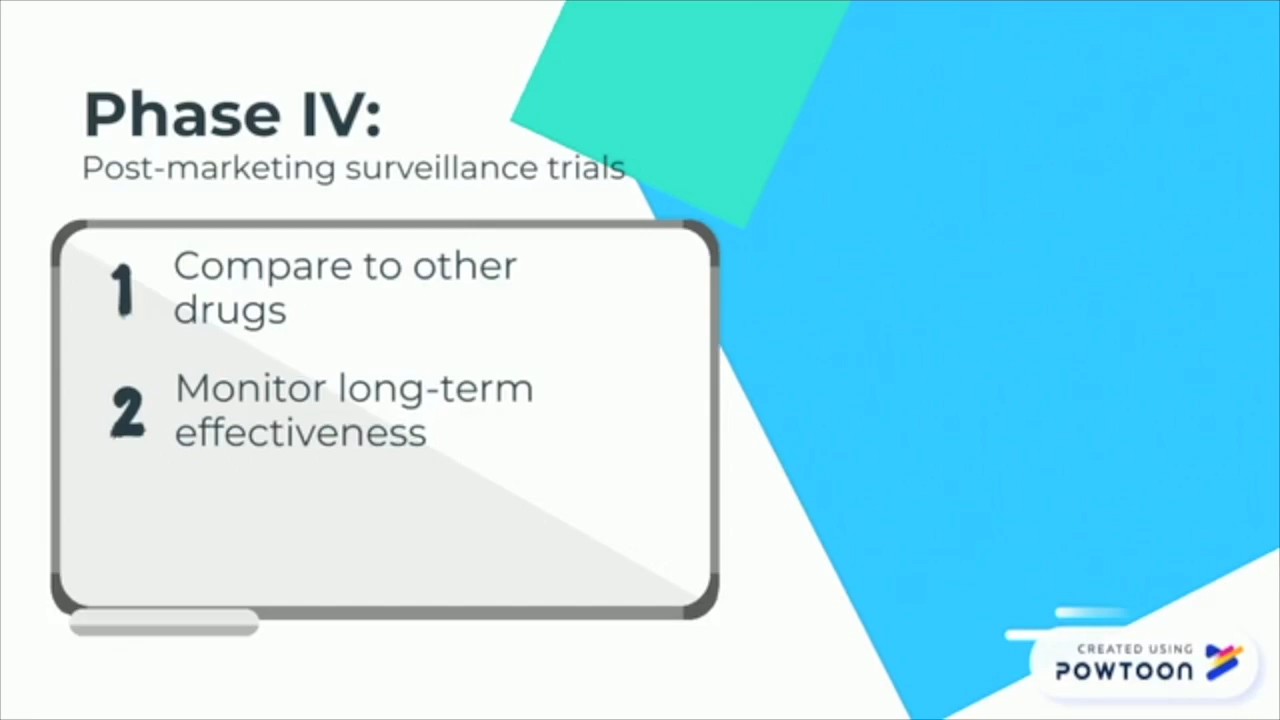 Phase IV:
Post-marketing surveillance trials
1 Compare to other
drugs
2 Monitor long-term
effectiveness
CREATED USING
POWTOON